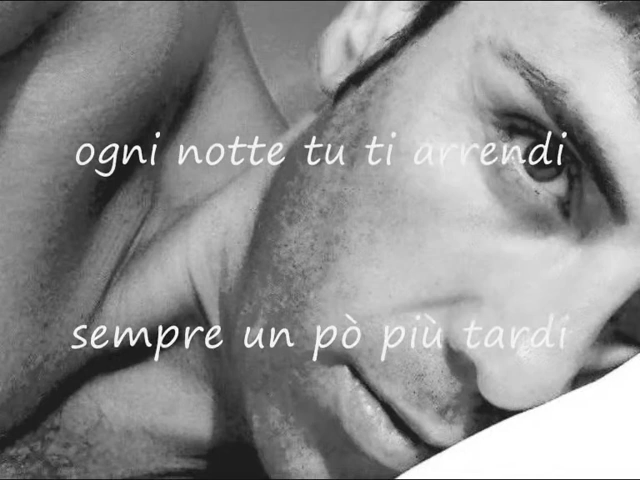 ogni notte tu ti arrendi
sempre un pò più tardi